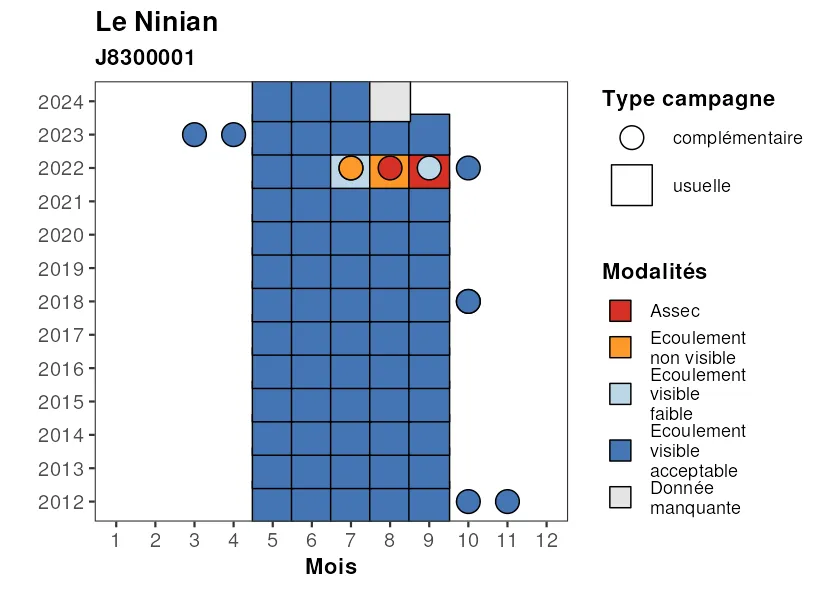 Le Ninian
J8300001
2024
2023
2022
2021
2020
2019
2018
2017
2016
2015
2014
2013
2012
1 2 3 4 5 6 7 8 9 10 11 12
Mois
Type campagne
complémentaire
usuelle
Modalités
Assec
Ecoulement
non visible
Ecoulement
visible
faible
Ecoulement
visible
acceptable
Donnée
manquante